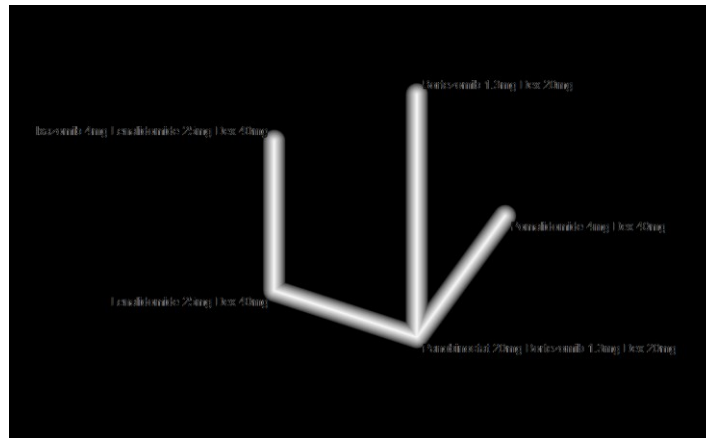 Bortezomib 1.3mg Dex 20mg
Ixazomib 4mg Lenalidomide 25mg Dex 40mg
Pomalidomide 4mg Dex 40mg
Lenalidomide 25mg Dex 40mg
Panobinostat 20mg Bortezomib 1.3mg Dex 20mg